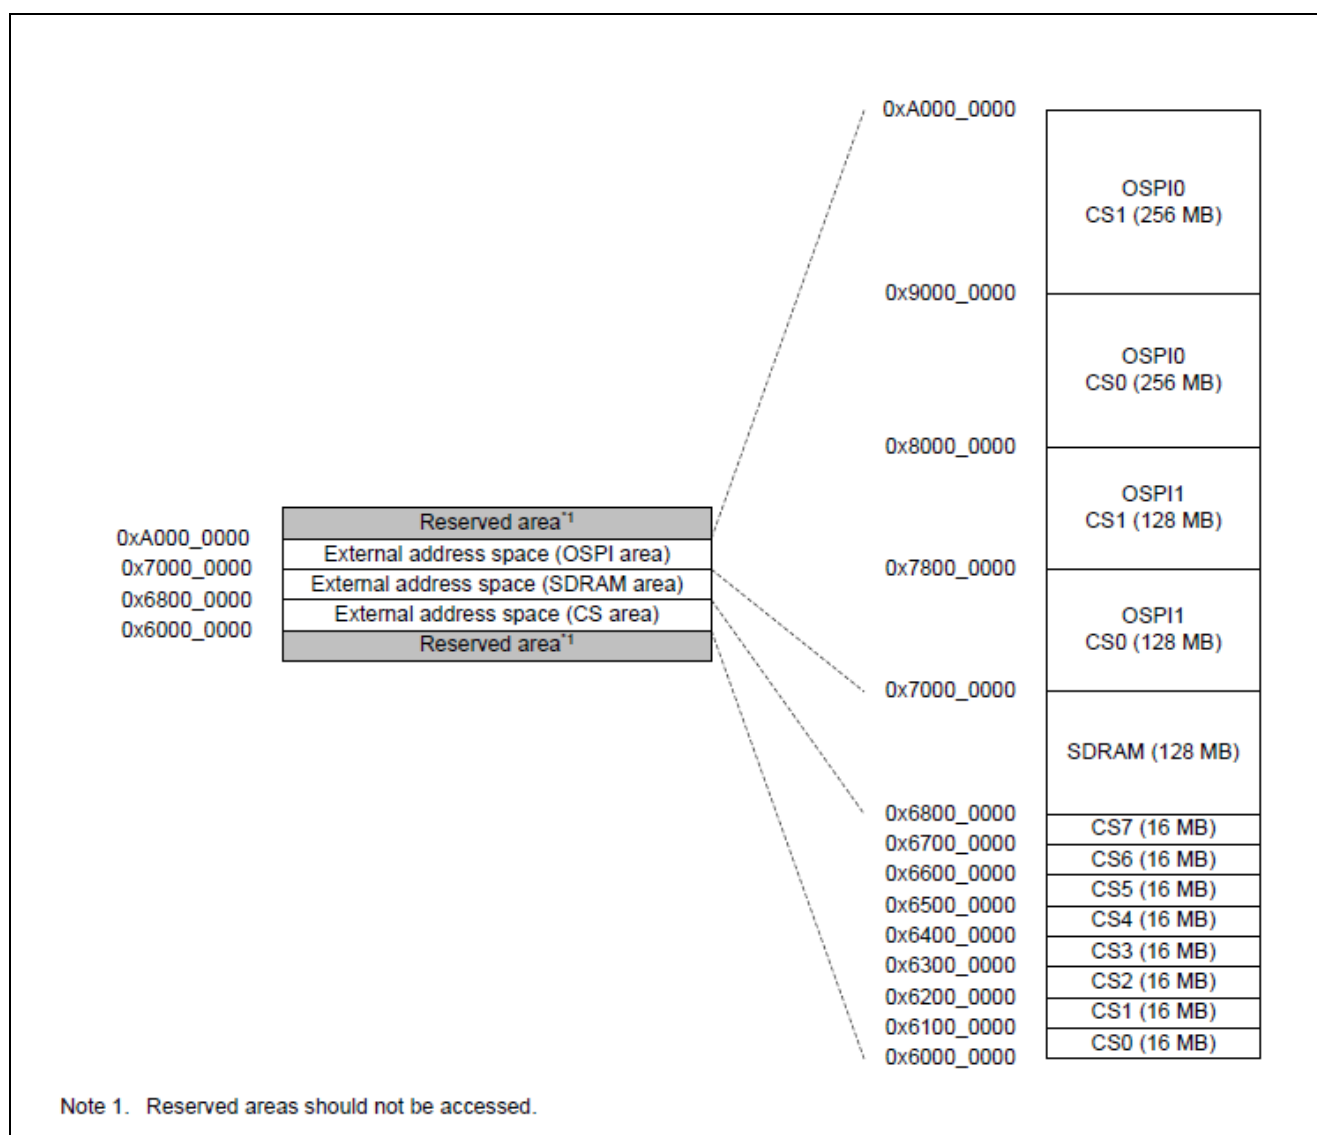 Reserved area*1
0xA000_0000
External address space (OSPI area)
0x7000_0000
External address space (SDRAM area)
0x6800_0000
External address space (CS area)
0x6000_0000
Reserved area*1
0xA000_0000
OSPI0
CS1 (256 MB)
0x9000_0000
OSPI0
CS0 (256 MB)
0x8000_0000
OSPI1
CS1 (128 MB)
0x7800_0000
OSPI1
CS0 (128 MB)
0x7000_0000
SDRAM (128 MB)
0x6800_0000
CS7 (16 MB)
0x6700_0000
CS6 (16 MB)
0x6600_0000
CS5 (16 MB)
0x6500_0000
CS4 (16 MB)
0x6400_0000
CS3 (16 MB)
0x6300_0000
CS2 (16 MB)
0x6200_0000
CS1 (16 MB)
0x6100_0000
CS0 (16 MB)
0x6000_0000
Note 1. Reserved areas should not be accessed.